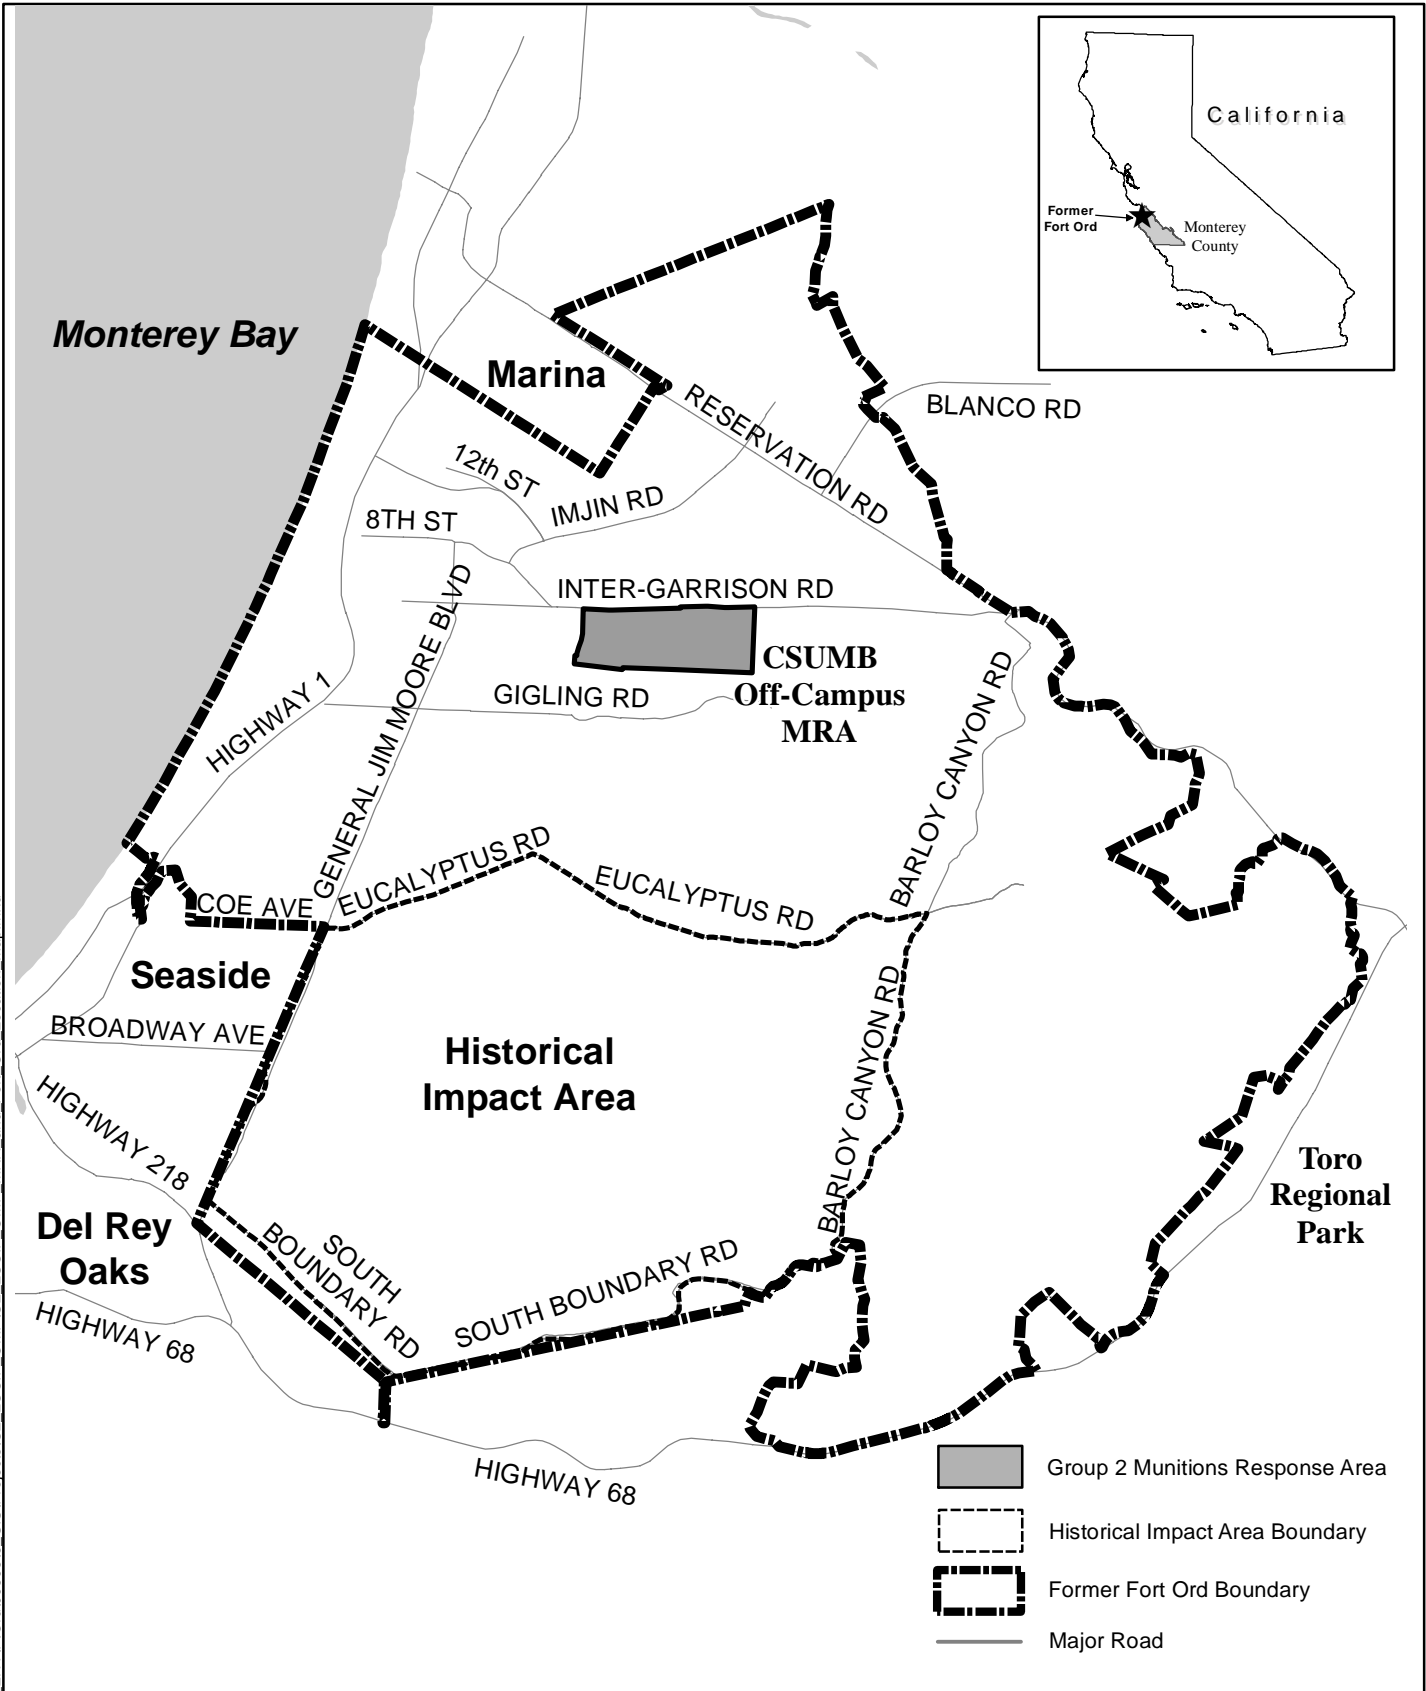 California
Former
Fort Ord
Monterey
County
Monterey Bay
Marina
RESERVATION RD
BLANCO RD
12th ST
IMJIN RD
8TH ST
INTER-GARRISON RD
GENERAL JIM MOORE BLVD
CSUMB
Off-Campus
MRA
GIGLING RD
HIGHWAY 1
BARLOY CANYON RD
COE AVE
EUCALYPTUS RD
EUCALYPTUS RD
Seaside
BROADWAY AVE
Historical
Impact Area
BARLOY CANYON RD
HIGHWAY 218
Toro
Regional
Park
Del Rey
Oaks
SOUTH
BOUNDARY RD
SOUTH BOUNDARY RD
HIGHWAY 68
HIGHWAY 68
Group 2 Munitions Response Area
Historical Impact Area Boundary
Former Fort Ord Boundary
Major Road